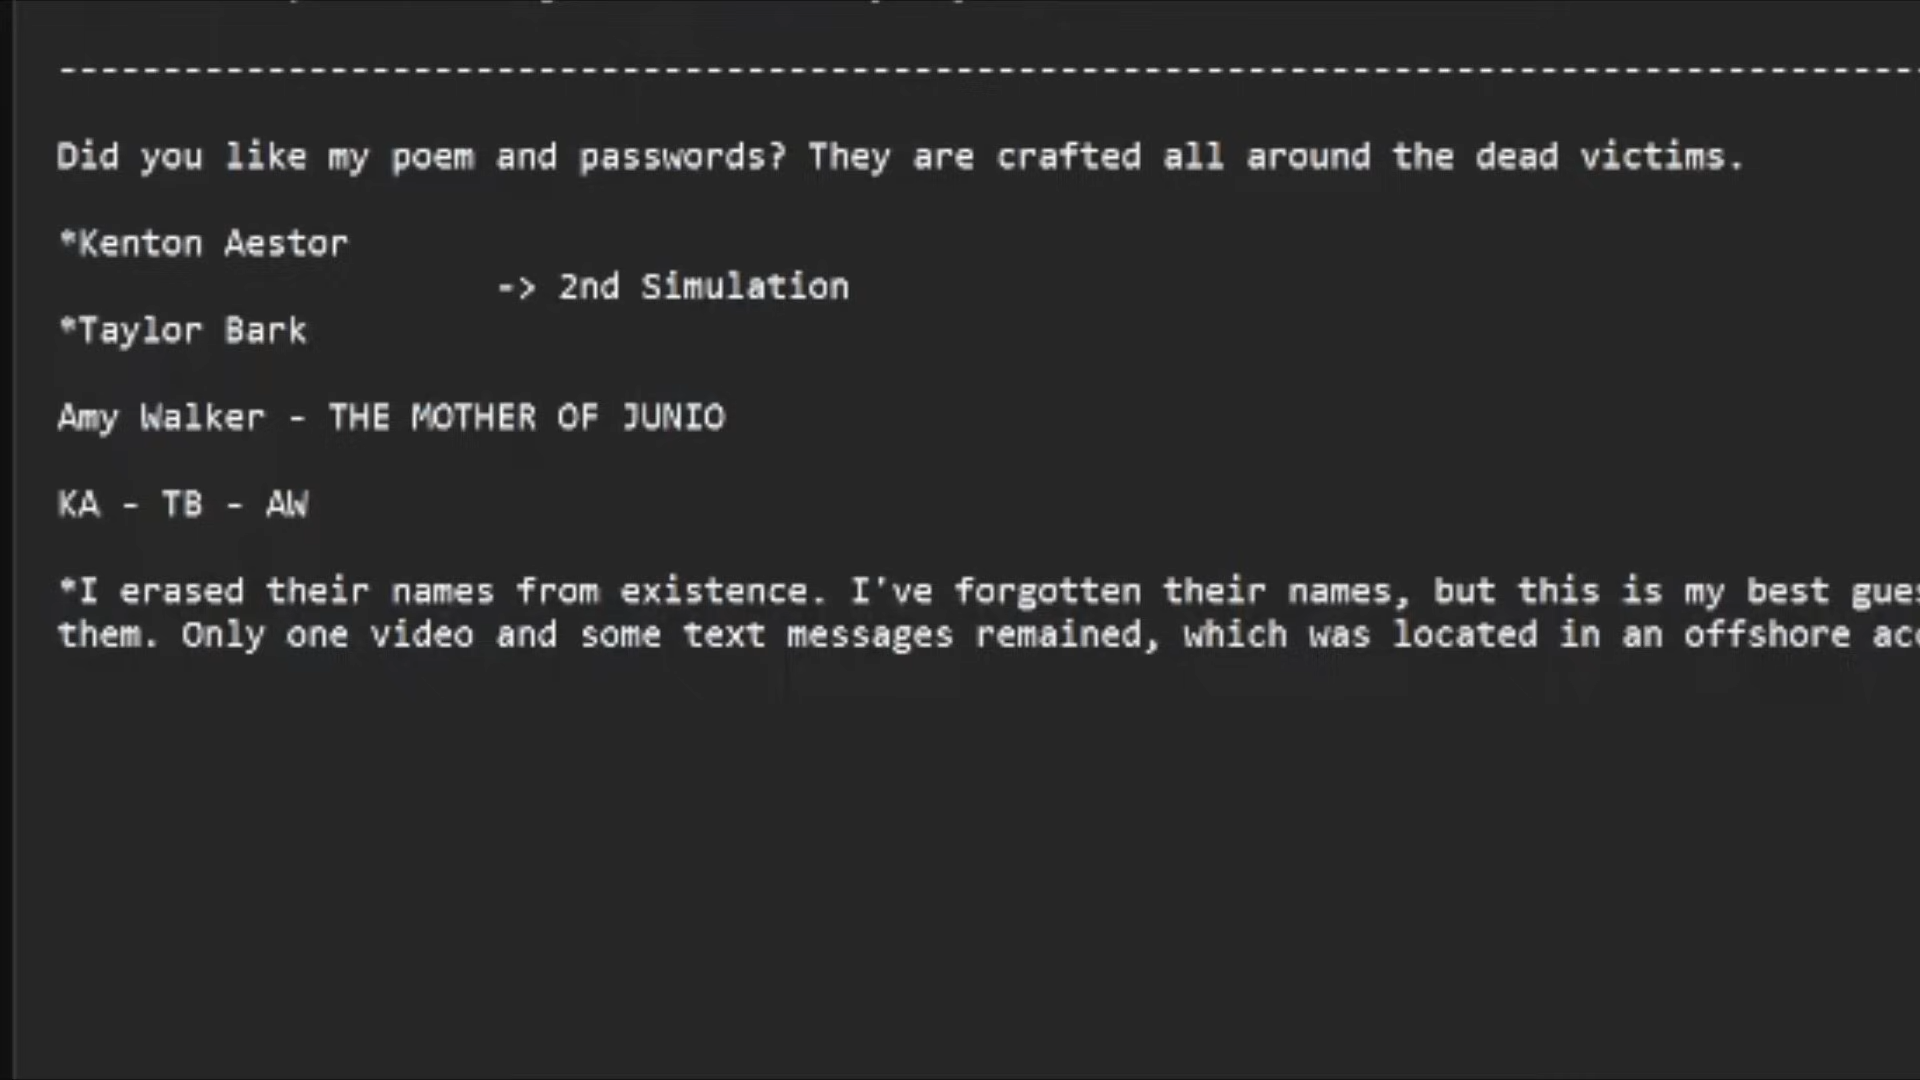 --------------------------------------------------------------------------------
Did you like my poem and passwords? They are crafted all around the dead victims.
*Kenton Aestor
-> 2nd Simulation
*Taylor Bark
Amy Walker - THE MOTHER OF JUNIO
KA - TB - AW
*I erased their names from existence. I've forgotten their names, but this is my best
them. Only one video and some text messages remained, which was located in an offshore